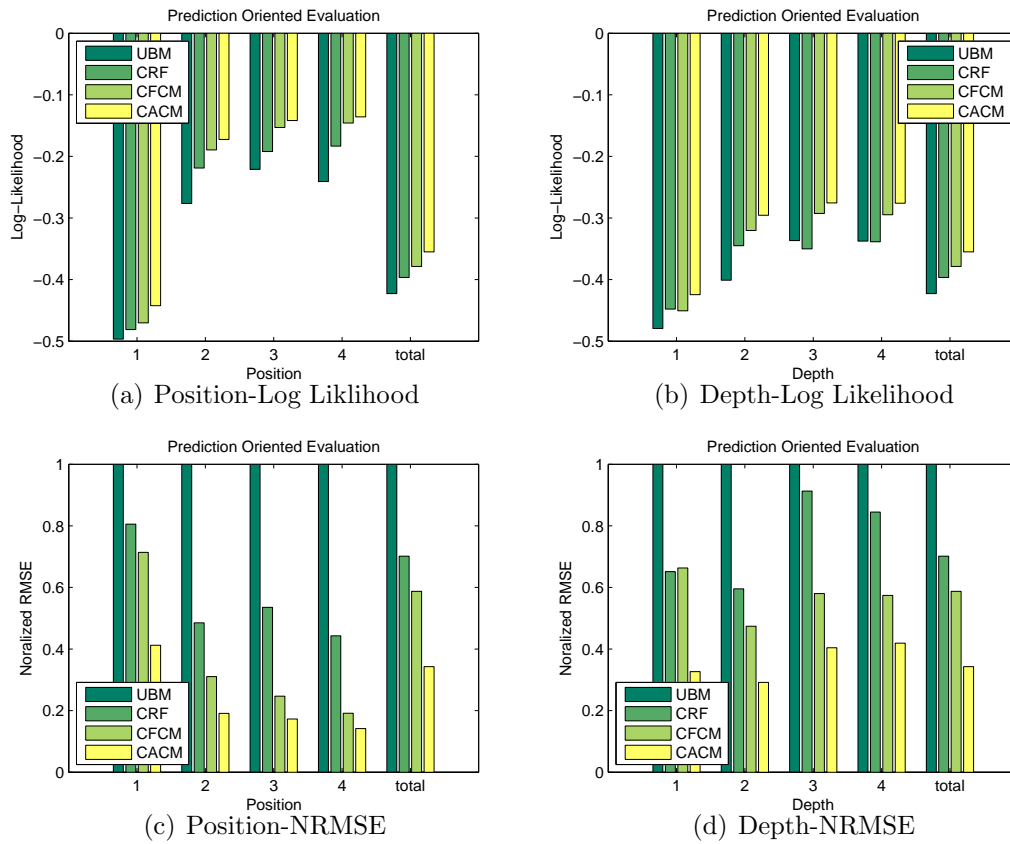 Prediction Oriented Evaluation
0
−0.1
−0.2
−0.3
−0.4
−0.5
Log−Likelihood
UBM
CRF
CFCM
CACM
1 2 3 4 total
Position
(a) Position-Log Liklihood
Prediction Oriented Evaluation
0
−0.1
−0.2
−0.3
−0.4
−0.5
Log−Likelihood
UBM
CRF
CFCM
CACM
1 2 3 4 total
Depth
(b) Depth-Log Likelihood
Prediction Oriented Evaluation
1
0.8
0.6
0.4
0.2
0
Noralized RMSE
UBM
CRF
CFCM
CACM
1 2 3 4 total
Position
(c) Position-NRMSE
Prediction Oriented Evaluation
1
0.8
0.6
0.4
0.2
0
Noralized RMSE
UBM
CRF
CFCM
CACM
1 2 3 4 total
Depth
(d) Depth-NRMSE